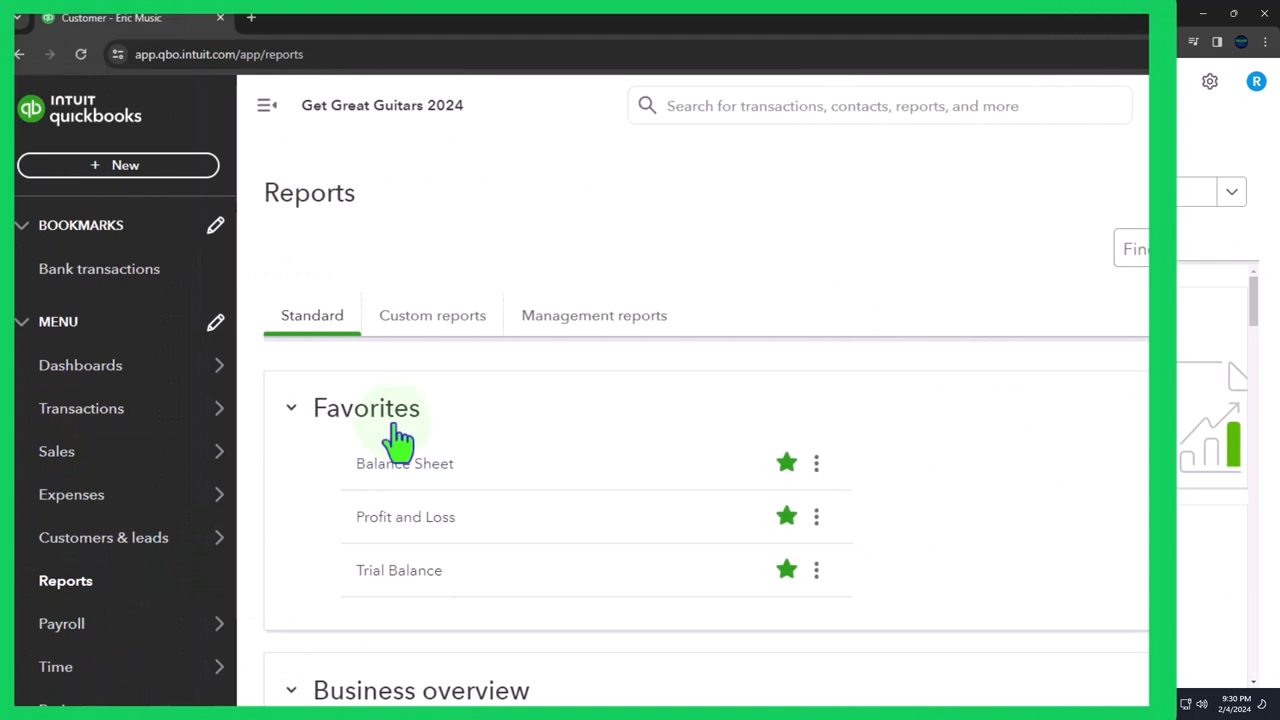 Customer - Eric Music
app.qbo.intuit.com/app/reports
INTUIT
quickbooks
Get Great Guitars 2024
Search for transactions, contacts, reports, and more
R
+ New
BOOKMARKS
Bank transactions
MENU
Dashboards
Transactions
Sales
Expenses
Customers & leads
Reports
Payroll
Time
Reports
Standard
Custom reports
Management reports
Favorites
Balance Sheet
Profit and Loss
Trial Balance
Business overview
9:30 PM
2/4/2024